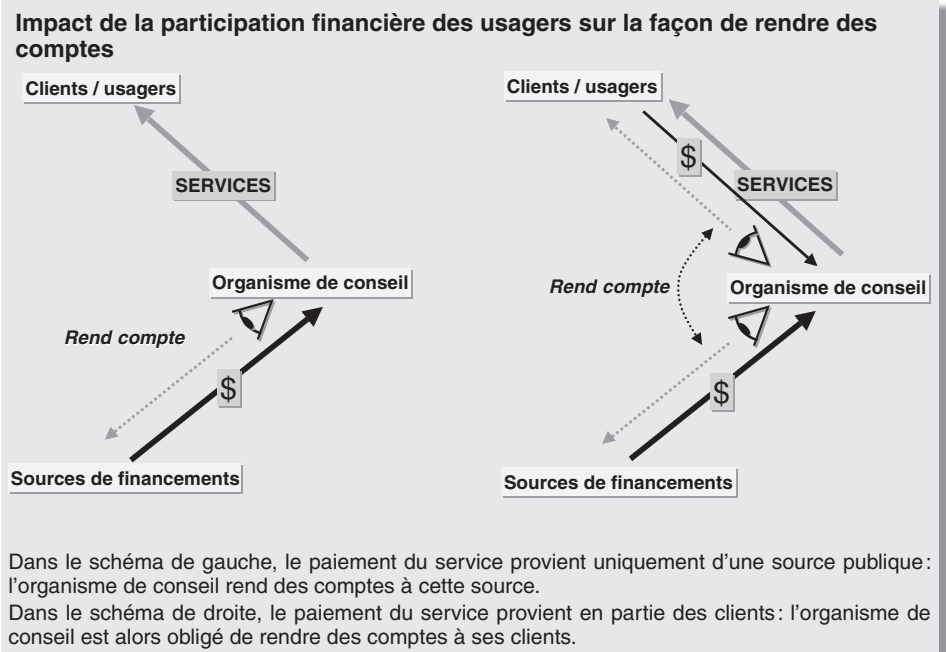 Impact de la participation financière des usagers sur la façon de rendre des
comptes
Clients / usagers
SERVICES
Organisme de conseil
Rend compte
$
Sources de financements
Clients / usagers
$
SERVICES
Rend compte
Organisme de conseil
$
Sources de financements
Dans le schéma de gauche, le paiement du service provient uniquement d'une source publique :
l'organisme de conseil rend des comptes à cette source.
Dans le schéma de droite, le paiement du service provient en partie des clients : l'organisme de
conseil est alors obligé de rendre des comptes à ses clients.